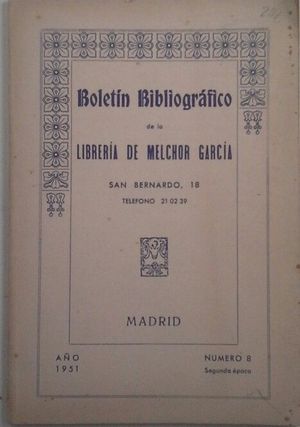 Boletín Bibliográfico
de la
LIBRERÍA DE MELCHOR GARCÍA
SAN BERNARDO, 18
TELEFONO 21 02 39
MADRID
AÑO
1951
NUMERO 8
Segunda época